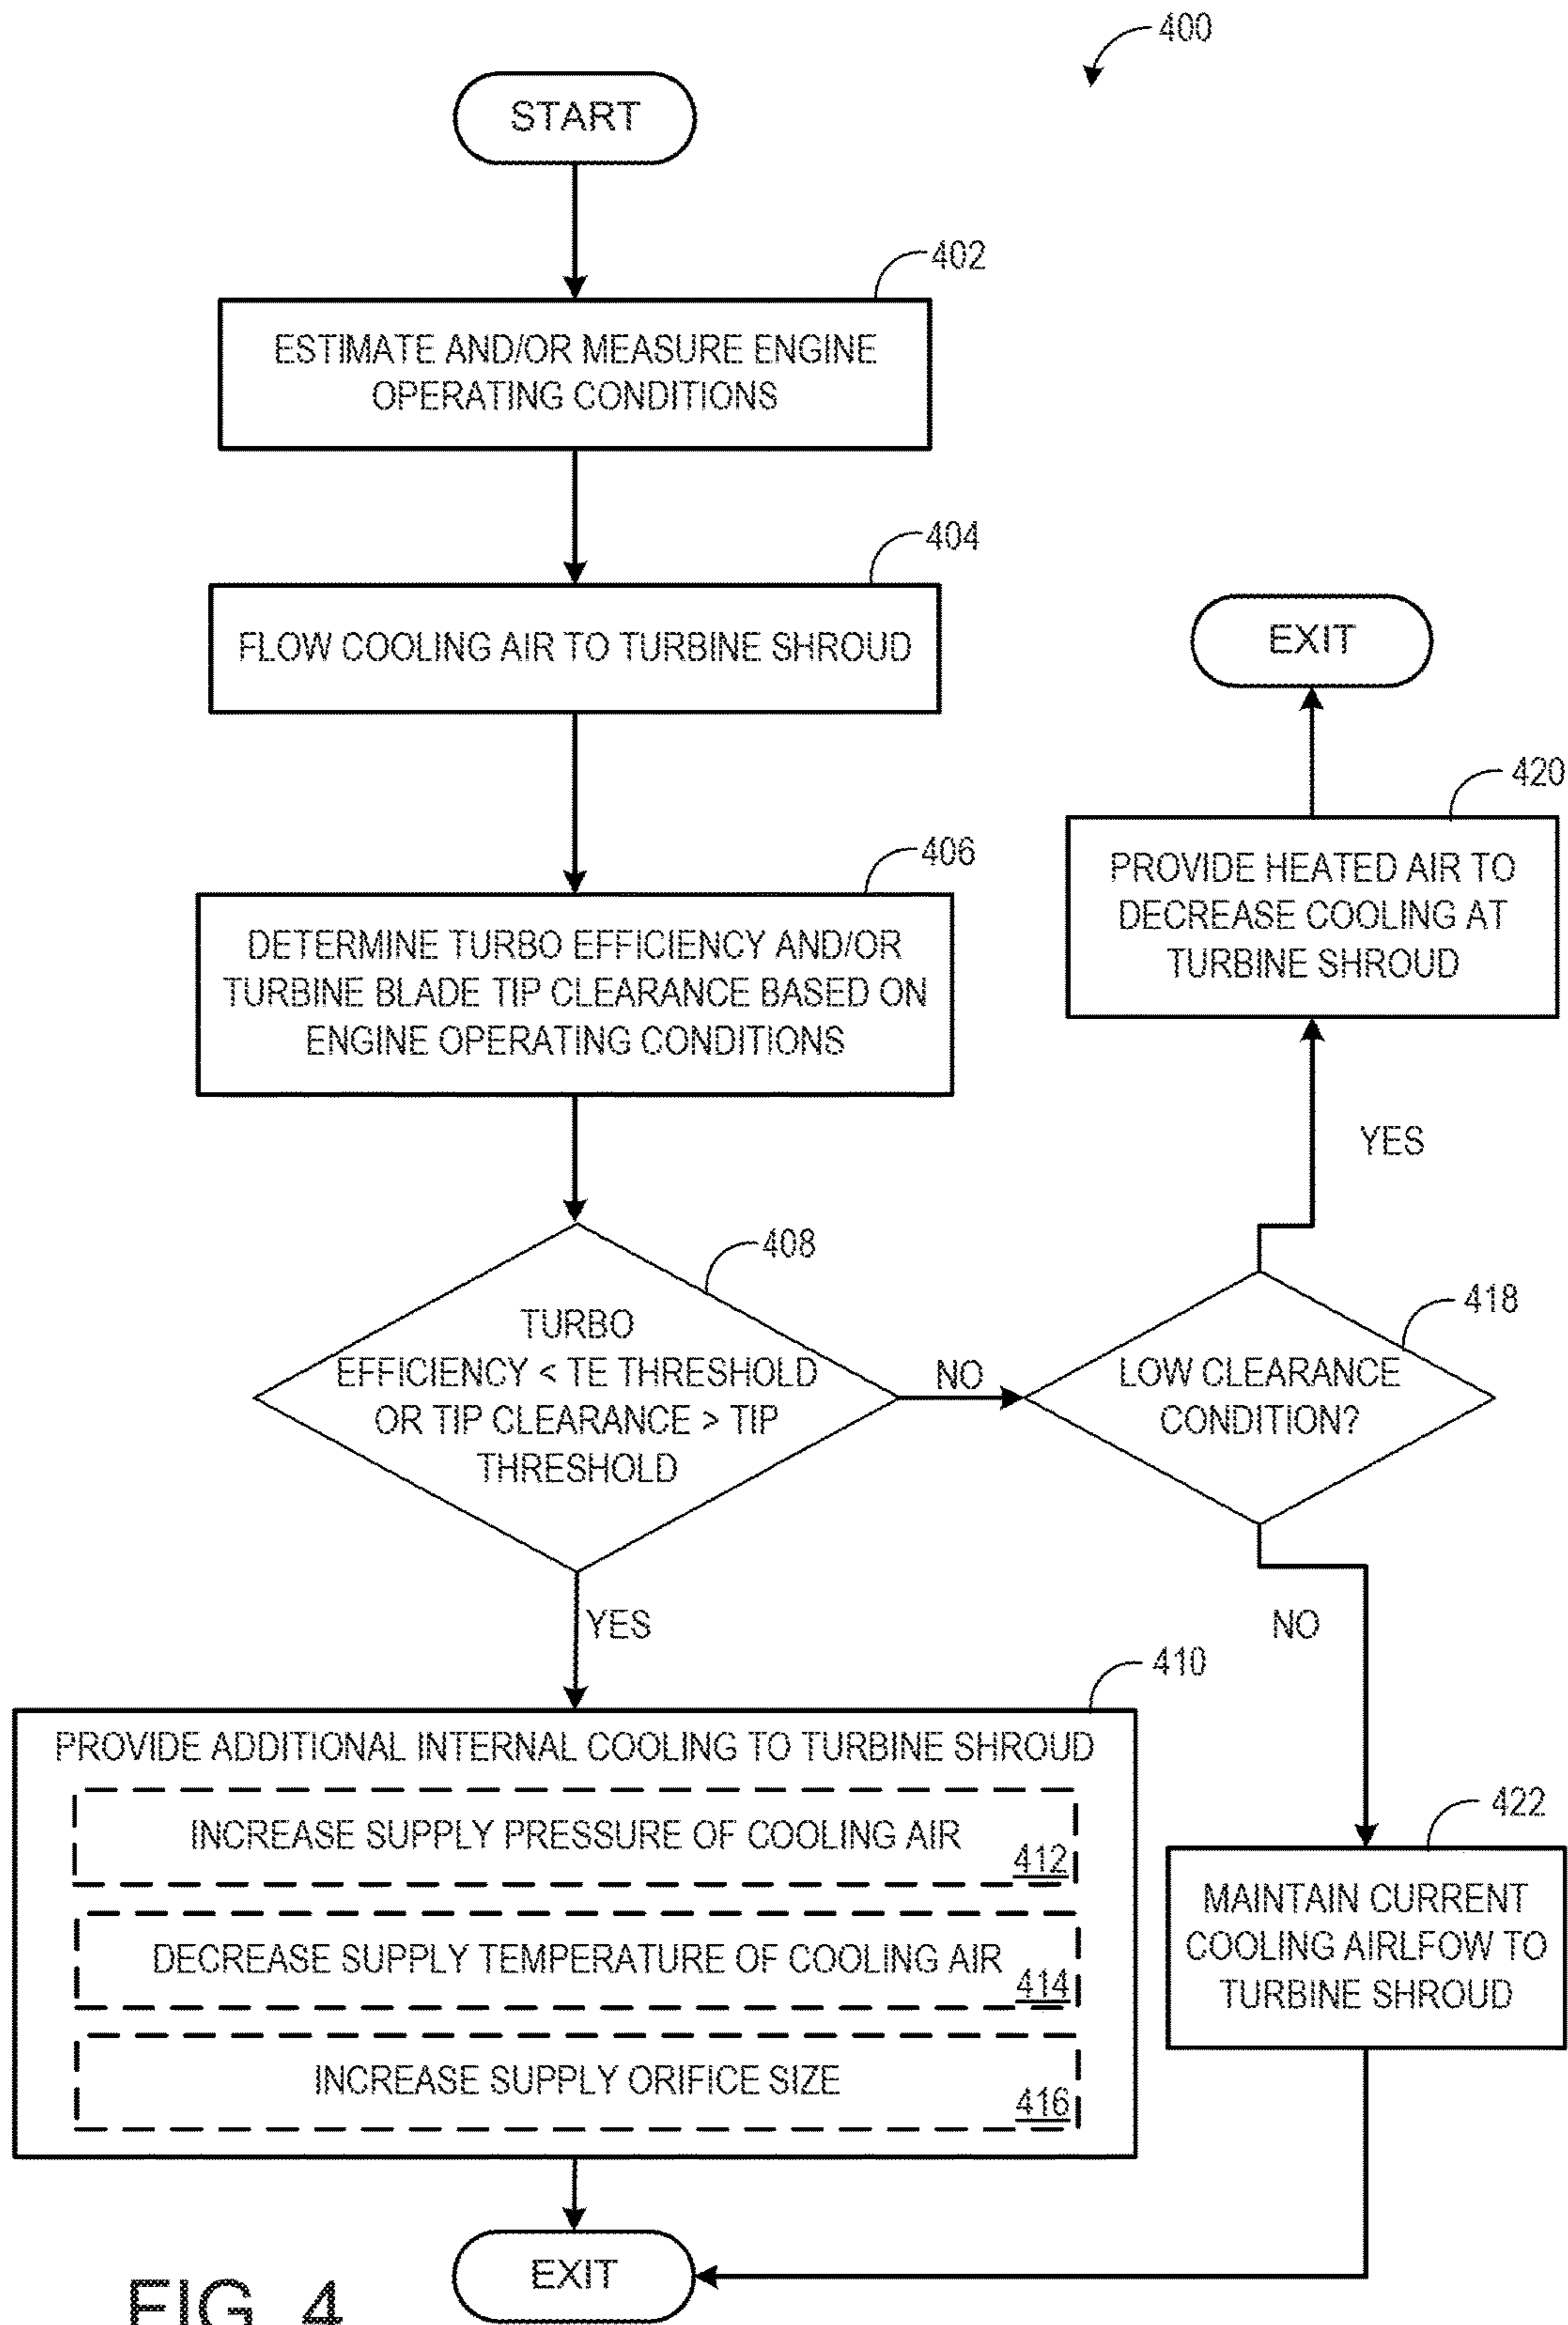 400
START
402
ESTIMATE AND/OR MEASURE ENGINE
OPERATING CONDITIONS
404
FLOW COOLING AIR TO TURBINE SHROUD
EXIT
420
PROVIDE HEATED AIR TO
DECREASE COOLING AT
TURBINE SHROUD
406
DETERMINE TURBO EFFICIENCY AND/OR
TURBINE BLADE TIP CLEARANCE BASED ON
ENGINE OPERATING CONDITIONS
YES
408
TURBO
EFFICIENCY < TE THRESHOLD
OR TIP CLEARANCE > TIP
THRESHOLD
NO
418
LOW CLEARANCE
CONDITION?
YES
NO
410
PROVIDE ADDITIONAL INTERNAL COOLING TO TURBINE SHROUD
INCREASE SUPPLY PRESSURE OF COOLING AIR
412
DECREASE SUPPLY TEMPERATURE OF COOLING AIR
414
INCREASE SUPPLY ORIFICE SIZE
416
422
MAINTAIN CURRENT
COOLING AIRLFOW TO
TURBINE SHROUD
EXIT
FIG. 4